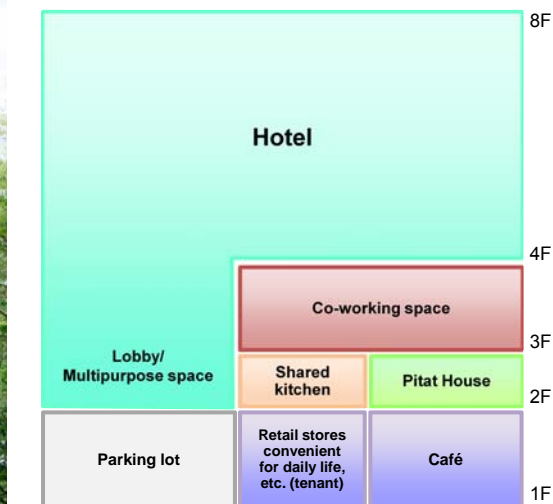 8F
Hotel
4F
Co-working space
3F
Lobby/
Multipurpose space
Shared
kitchen
Pitat House
2F
Parking lot
Retail stores
convenient
for daily life,
etc. (tenant)
Café
1F